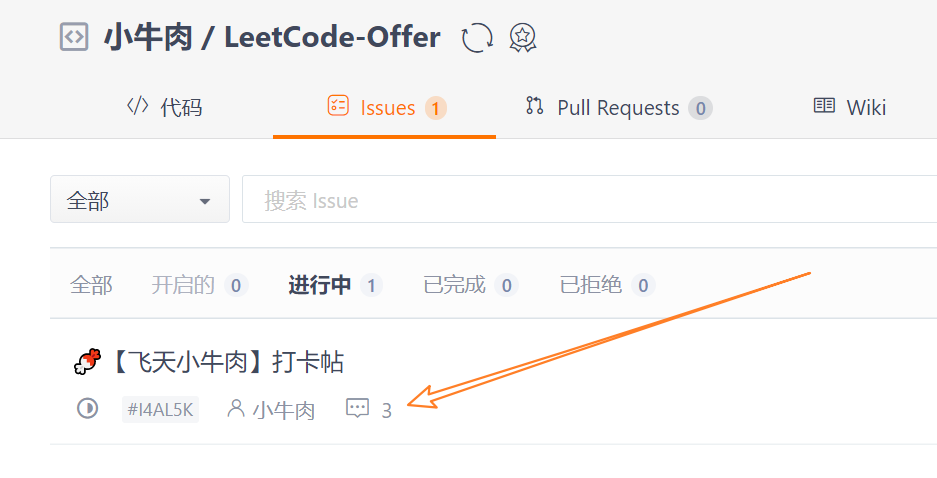 小牛肉 / LeetCode-Offer
代码 Issues 1 Pull Requests 0 Wiki
全部 搜索 Issue
全部 开启的 0 进行中 1 已完成 0 已拒绝 0
【飞天小牛肉】打卡帖
#I4AL5K 小牛肉 3